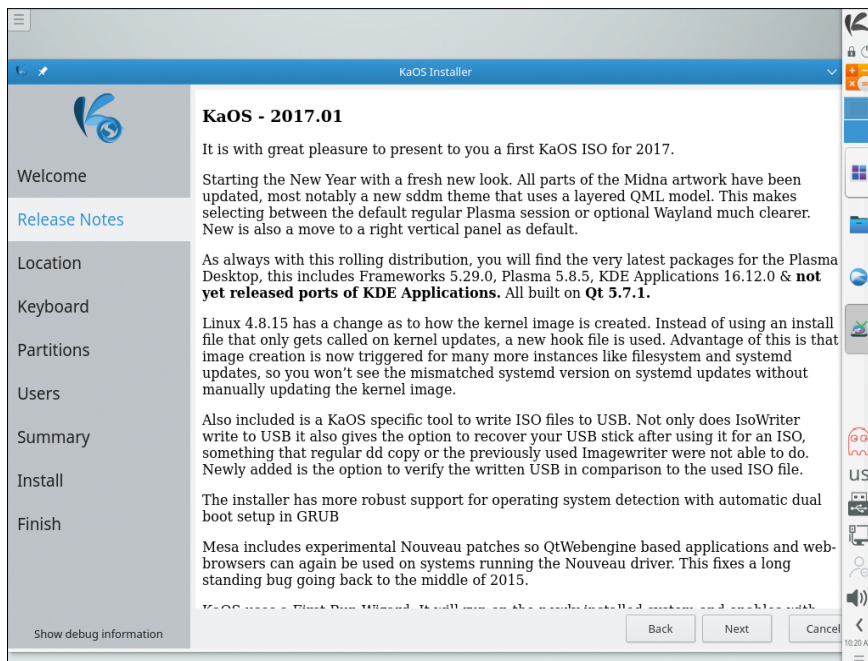 KaOS Installer
Welcome
Release Notes
Location
Keyboard
Partitions
Users
Summary
Install
Finish
Show debug information
KaOS - 2017.01
It is with great pleasure to present to you a first KaOS ISO for 2017.
Starting the New Year with a fresh new look. All parts of the Midna artwork have been
updated, most notably a new sddm theme that uses a layered QML model. This makes
selecting between the default regular Plasma session or optional Wayland much clearer.
New is also a move to a right vertical panel as default.
As always with this rolling distribution, you will find the very latest packages for the Plasma
Desktop, this includes Frameworks 5.29.0, Plasma 5.8.5, KDE Applications 16.12.0 & not
yet released ports of KDE Applications. All built on Qt 5.7.1.
Linux 4.8.15 has a change as to how the kernel image is created. Instead of using an install
file that only gets called on kernel updates, a new hook file is used. Advantage of this is that
image creation is now triggered for many more instances like filesystem and systemd
updates, so you won't see the mismatched systemd version on systemd updates without
manually updating the kernel image.
Also included is a KaOS specific tool to write ISO files to USB. Not only does IsoWriter
write to USB it also gives the option to recover your USB stick after using it for an ISO,
something that regular dd copy or the previously used Imagewriter were not able to do.
Newly added is the option to verify the written USB in comparison to the used ISO file.
The installer has more robust support for operating system detection with automatic dual
boot setup in GRUB
Mesa includes experimental Nouveau patches so QtWebengine based applications and web-
browsers can again be used on systems running the Nouveau driver. This fixes a long
standing bug going back to the middle of 2015.
KaOS uses a First Run Wizard. It will run on the newly installed system and enables with
Back
Next
Cancel
us
10:20 A